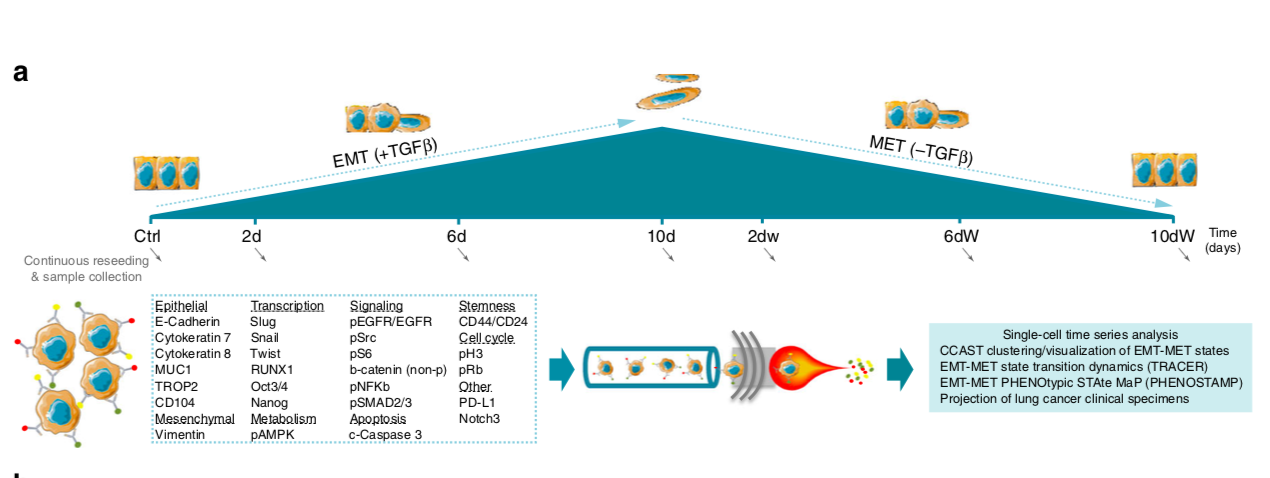 a
EMT (+TGFβ)
MET (–TGFβ)
Ctrl 2d 6d 10d 2dw 6dW 10dW Time
(days)
Continuous reseeding
& sample collection
Epithelial Transcription Signaling Stemness
E-Cadherin Slug pEGFR/EGFR CD44/CD24
Cytokeratin 7 Snail pSrc Cell cycle
Cytokeratin 8 Twist pS6 pH3
MUC1 RUNX1 b-catenin (non-p) pRb
TROP2 Oct3/4 pNFKb Other
CD104 Nanog pSMAD2/3 PD-L1
Mesenchymal Metabolism Apoptosis Notch3
Vimentin pAMPK c-Caspase 3
Single-cell time series analysis
CCAST clustering/visualization of EMT-MET states
EMT-MET state transition dynamics (TRACER)
EMT-MET PHENOtypic STAte MaP (PHENOSTAMP)
Projection of lung cancer clinical specimens